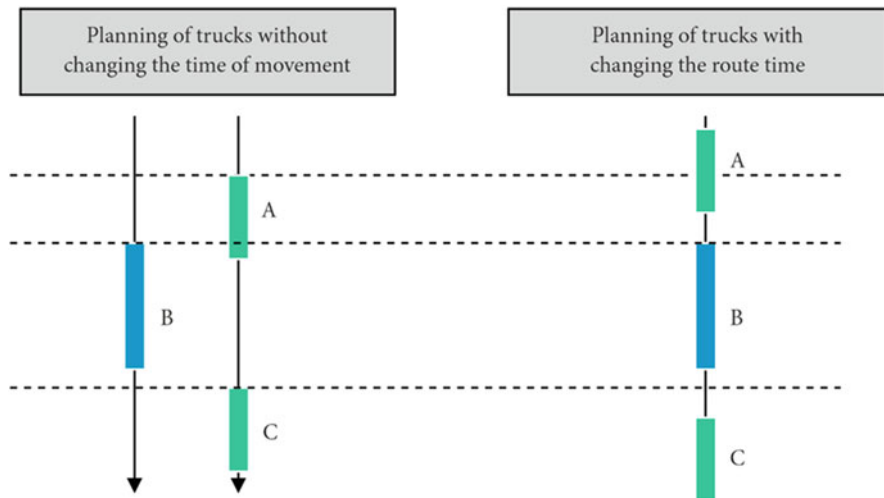 Planning of trucks without
changing the time of movement
Planning of trucks with
changing the route time
A
A
B
B
C
C